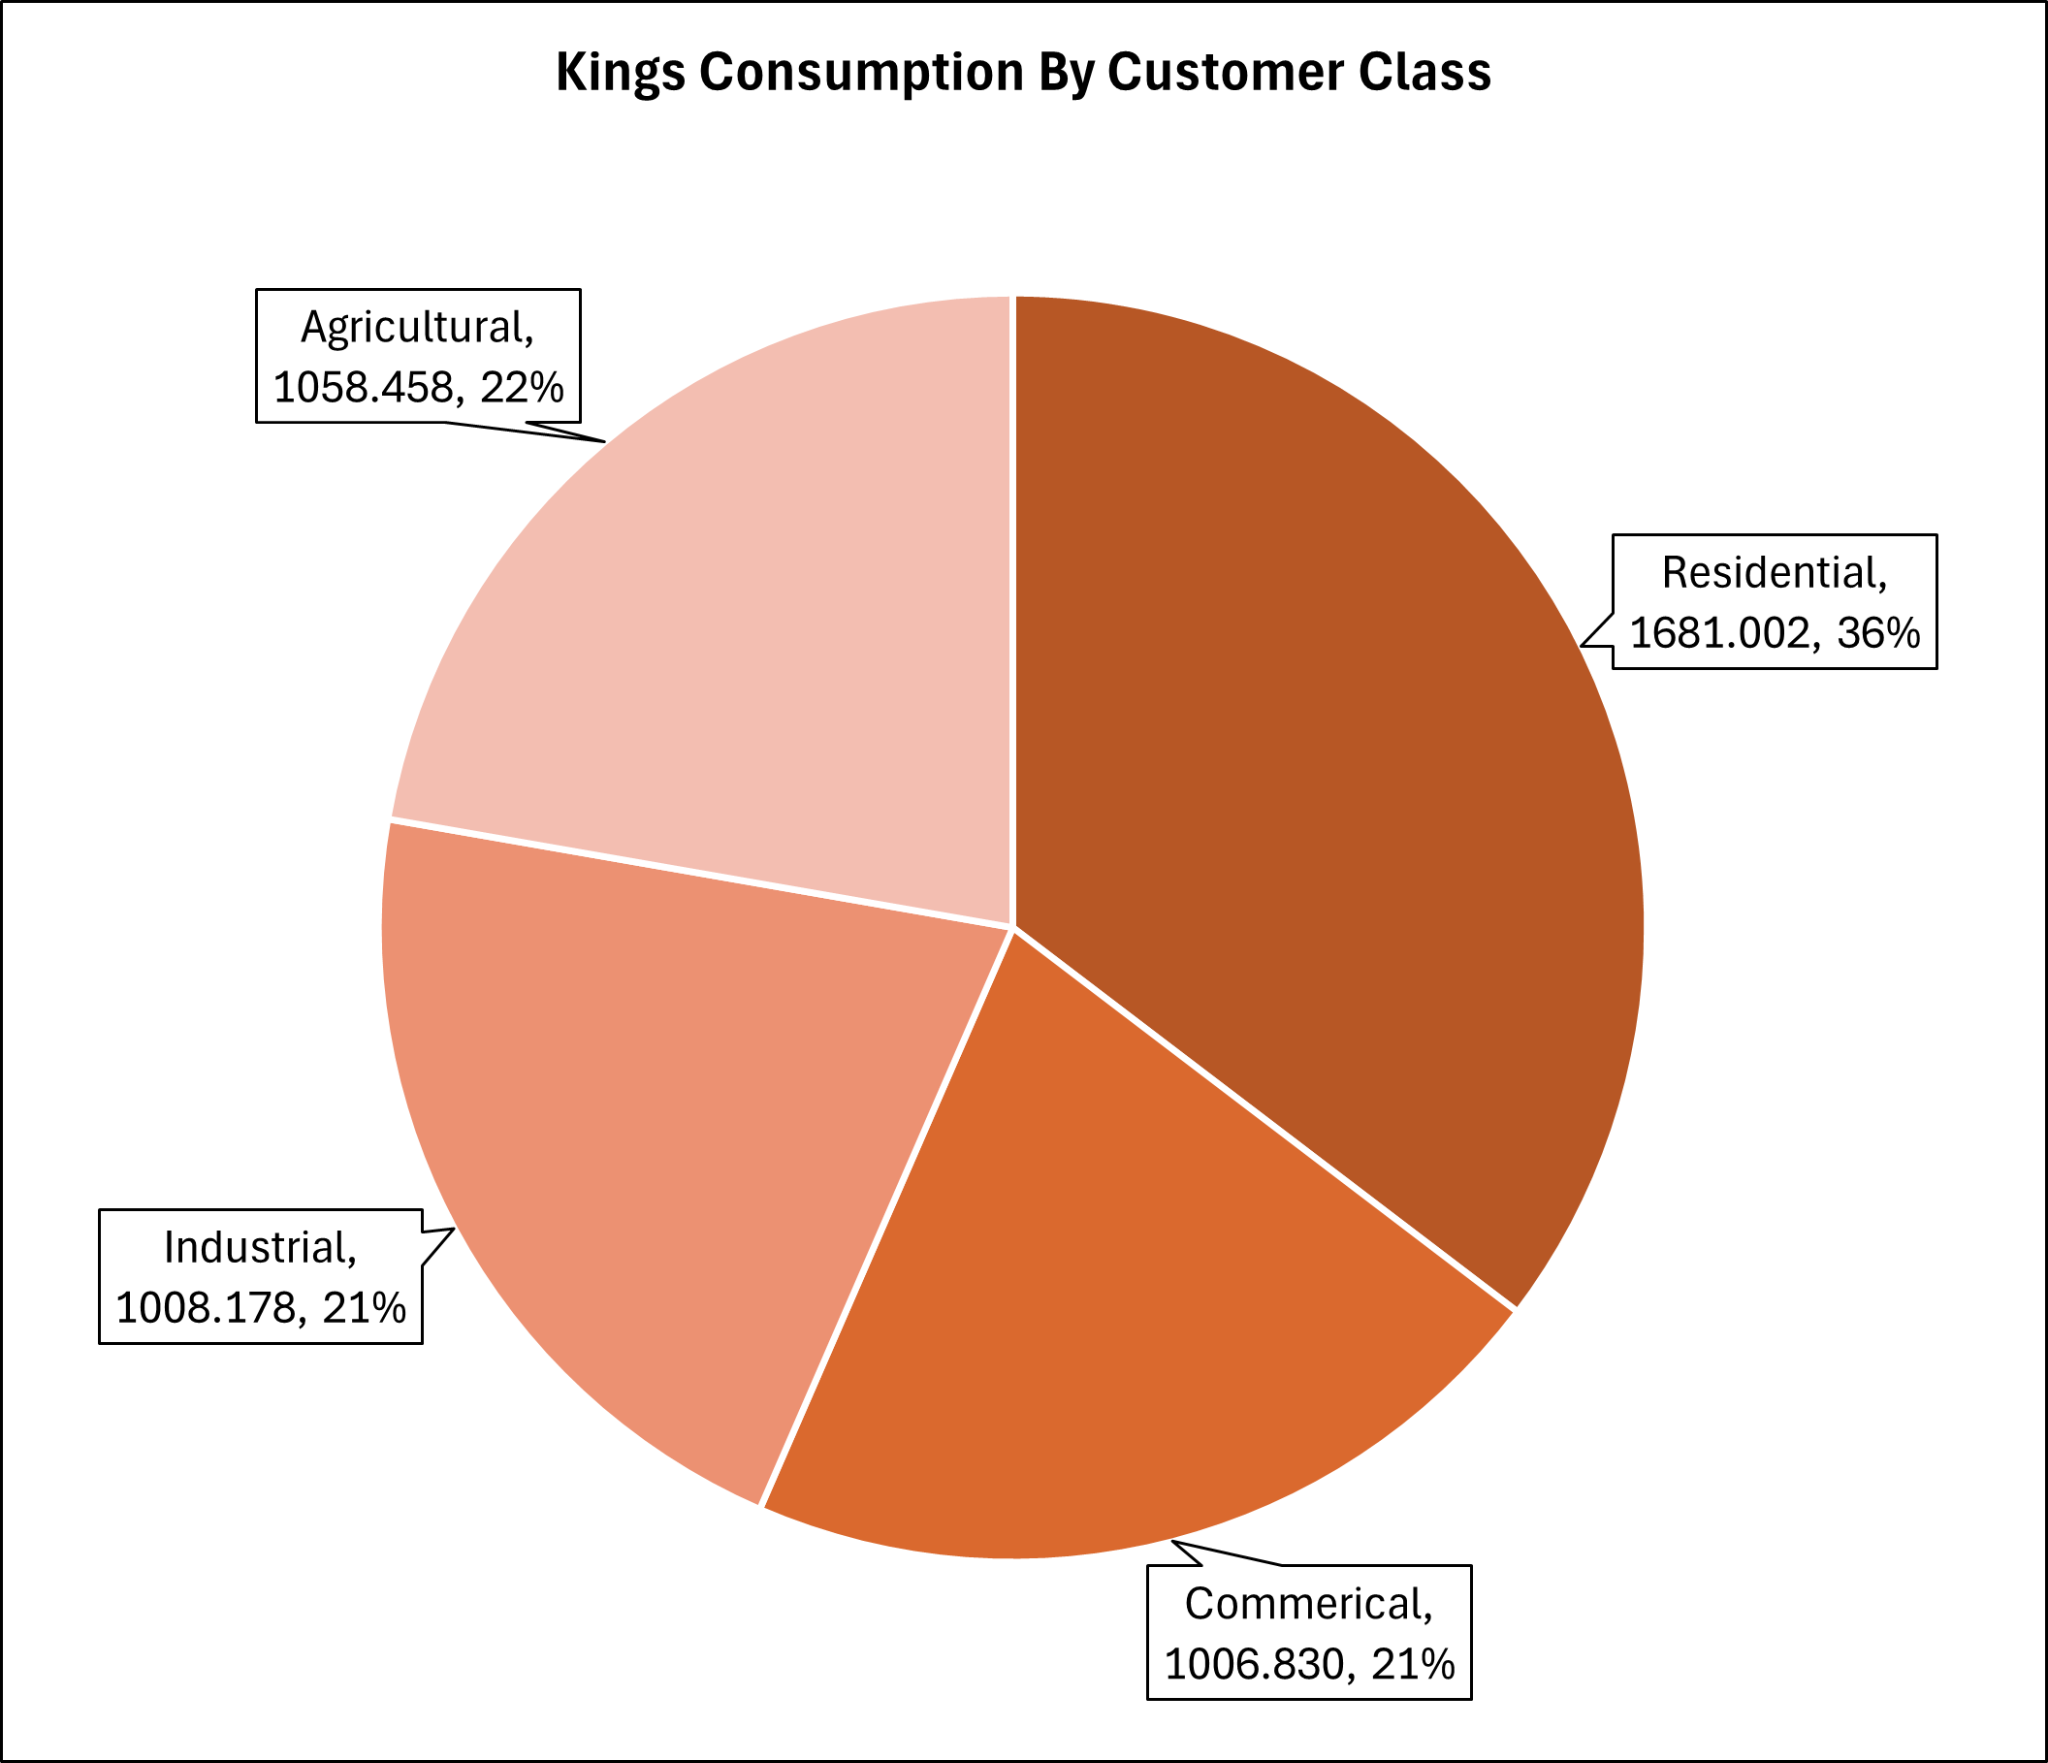 Kings Consumption By Customer Class
Agricultural,
1058.458, 22%
Residential,
1681.002, 36%
Industrial,
1008.178, 21%
Commerical,
1006.830, 21%